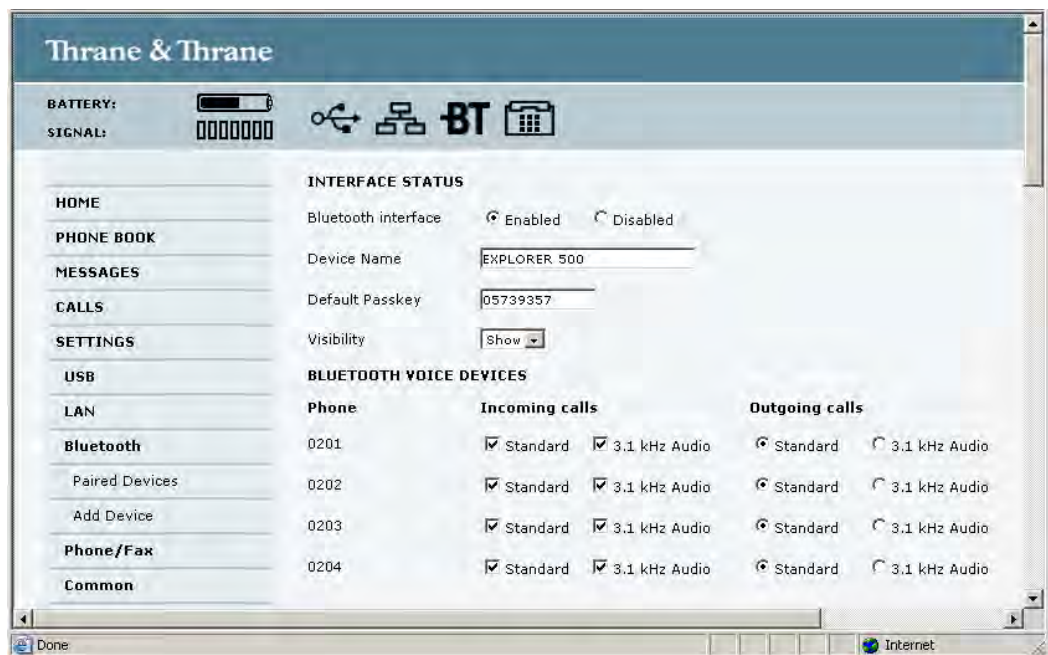 Thrane & Thrane
BATTERY:
SIGNAL:
BT
HOME
PHONE BOOK
MESSAGES
CALLS
SETTINGS
USB
LAN
Bluetooth
Paired Devices
Add Device
Phone/Fax
Common
INTERFACE STATUS
Bluetooth interface Enabled Disabled
Device Name EXPLORER 500
Default Passkey 05739357
Visibility Show
BLUETOOTH VOICE DEVICES
Phone Incoming calls Outgoing calls
0201 Standard 3.1 kHz Audio Standard 3.1 kHz Audio
0202 Standard 3.1 kHz Audio Standard 3.1 kHz Audio
0203 Standard 3.1 kHz Audio Standard 3.1 kHz Audio
0204 Standard 3.1 kHz Audio Standard 3.1 kHz Audio
Done Internet